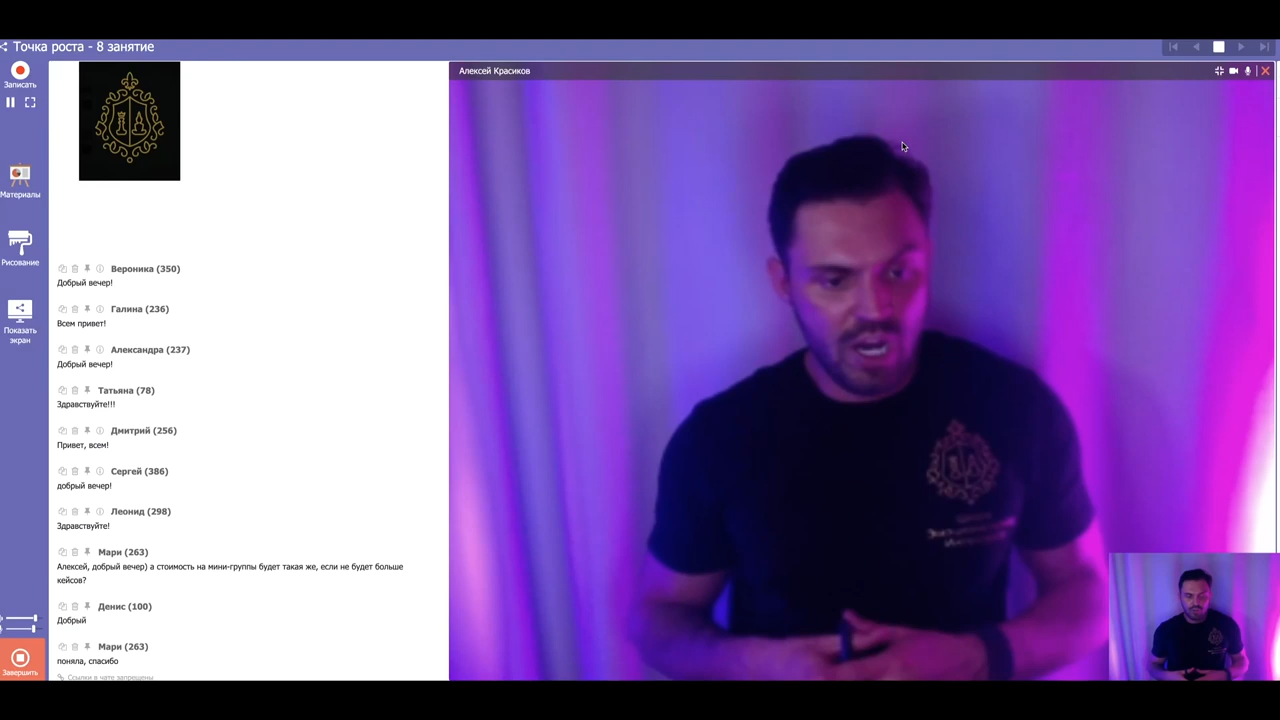 Точка роста - 8 занятие
Записать
Материалы
Рисование
Показать
экран
Завершить
Вероника (350)
Добрый вечер!
Галина (236)
Всем привет!
Александра (237)
Добрый вечер!
Татьяна (78)
Здравствуйте!!!
Дмитрий (256)
Привет, всем!
Сергей (386)
добрый вечер!
Леонид (298)
Здравствуйте!
Мари (263)
Алексей, добрый вечер) а стоимость на мини-группы будет такая же, если не будет больше
кейсов?
Денис (100)
Добрый
Мари (263)
поняла, спасибо
Ссылки в чате запрещены
Алексей Красиков